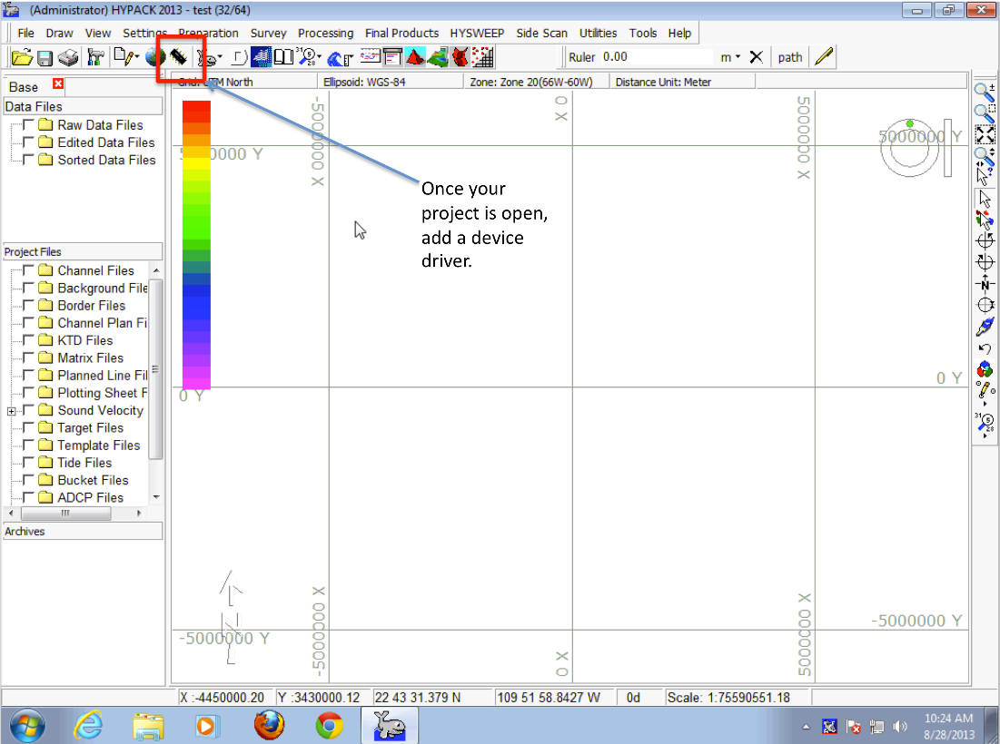 (Administrator) HYPACK 2013 - test (32/64)
File Draw View Settings Preparation Survey Processing Final Products HYSWEEP Side Scan Utilities Tools Help
Ruler 0.00 m path
Base
Grid: UTM North Ellipsoid: WGS-84 Zone: Zone 20(66W-60W) Distance Unit: Meter
Data Files
Raw Data Files
Edited Data Files
Sorted Data Files
-5000000 X
0 X
5000000 X
5000000 Y
5000000 Y
Once your
project is open,
add a device
driver.
Project Files
Channel Files
Background File
Border Files
Channel Plan Fi
KTD Files
Matrix Files
Planned Line Fil
Plotting Sheet F
Sound Velocity
Target Files
Template Files
Tide Files
Bucket Files
ADCP Files
Archives
0 Y
0 Y
N
-5000000 Y
-5000000 Y
-5000000 X
0 X
5000000 X
X :-4450000.20 Y :3430000.12 22 43 31.379 N 109 51 58.8427 W 0d Scale: 1:75590551.18
10:24 AM
8/28/2013